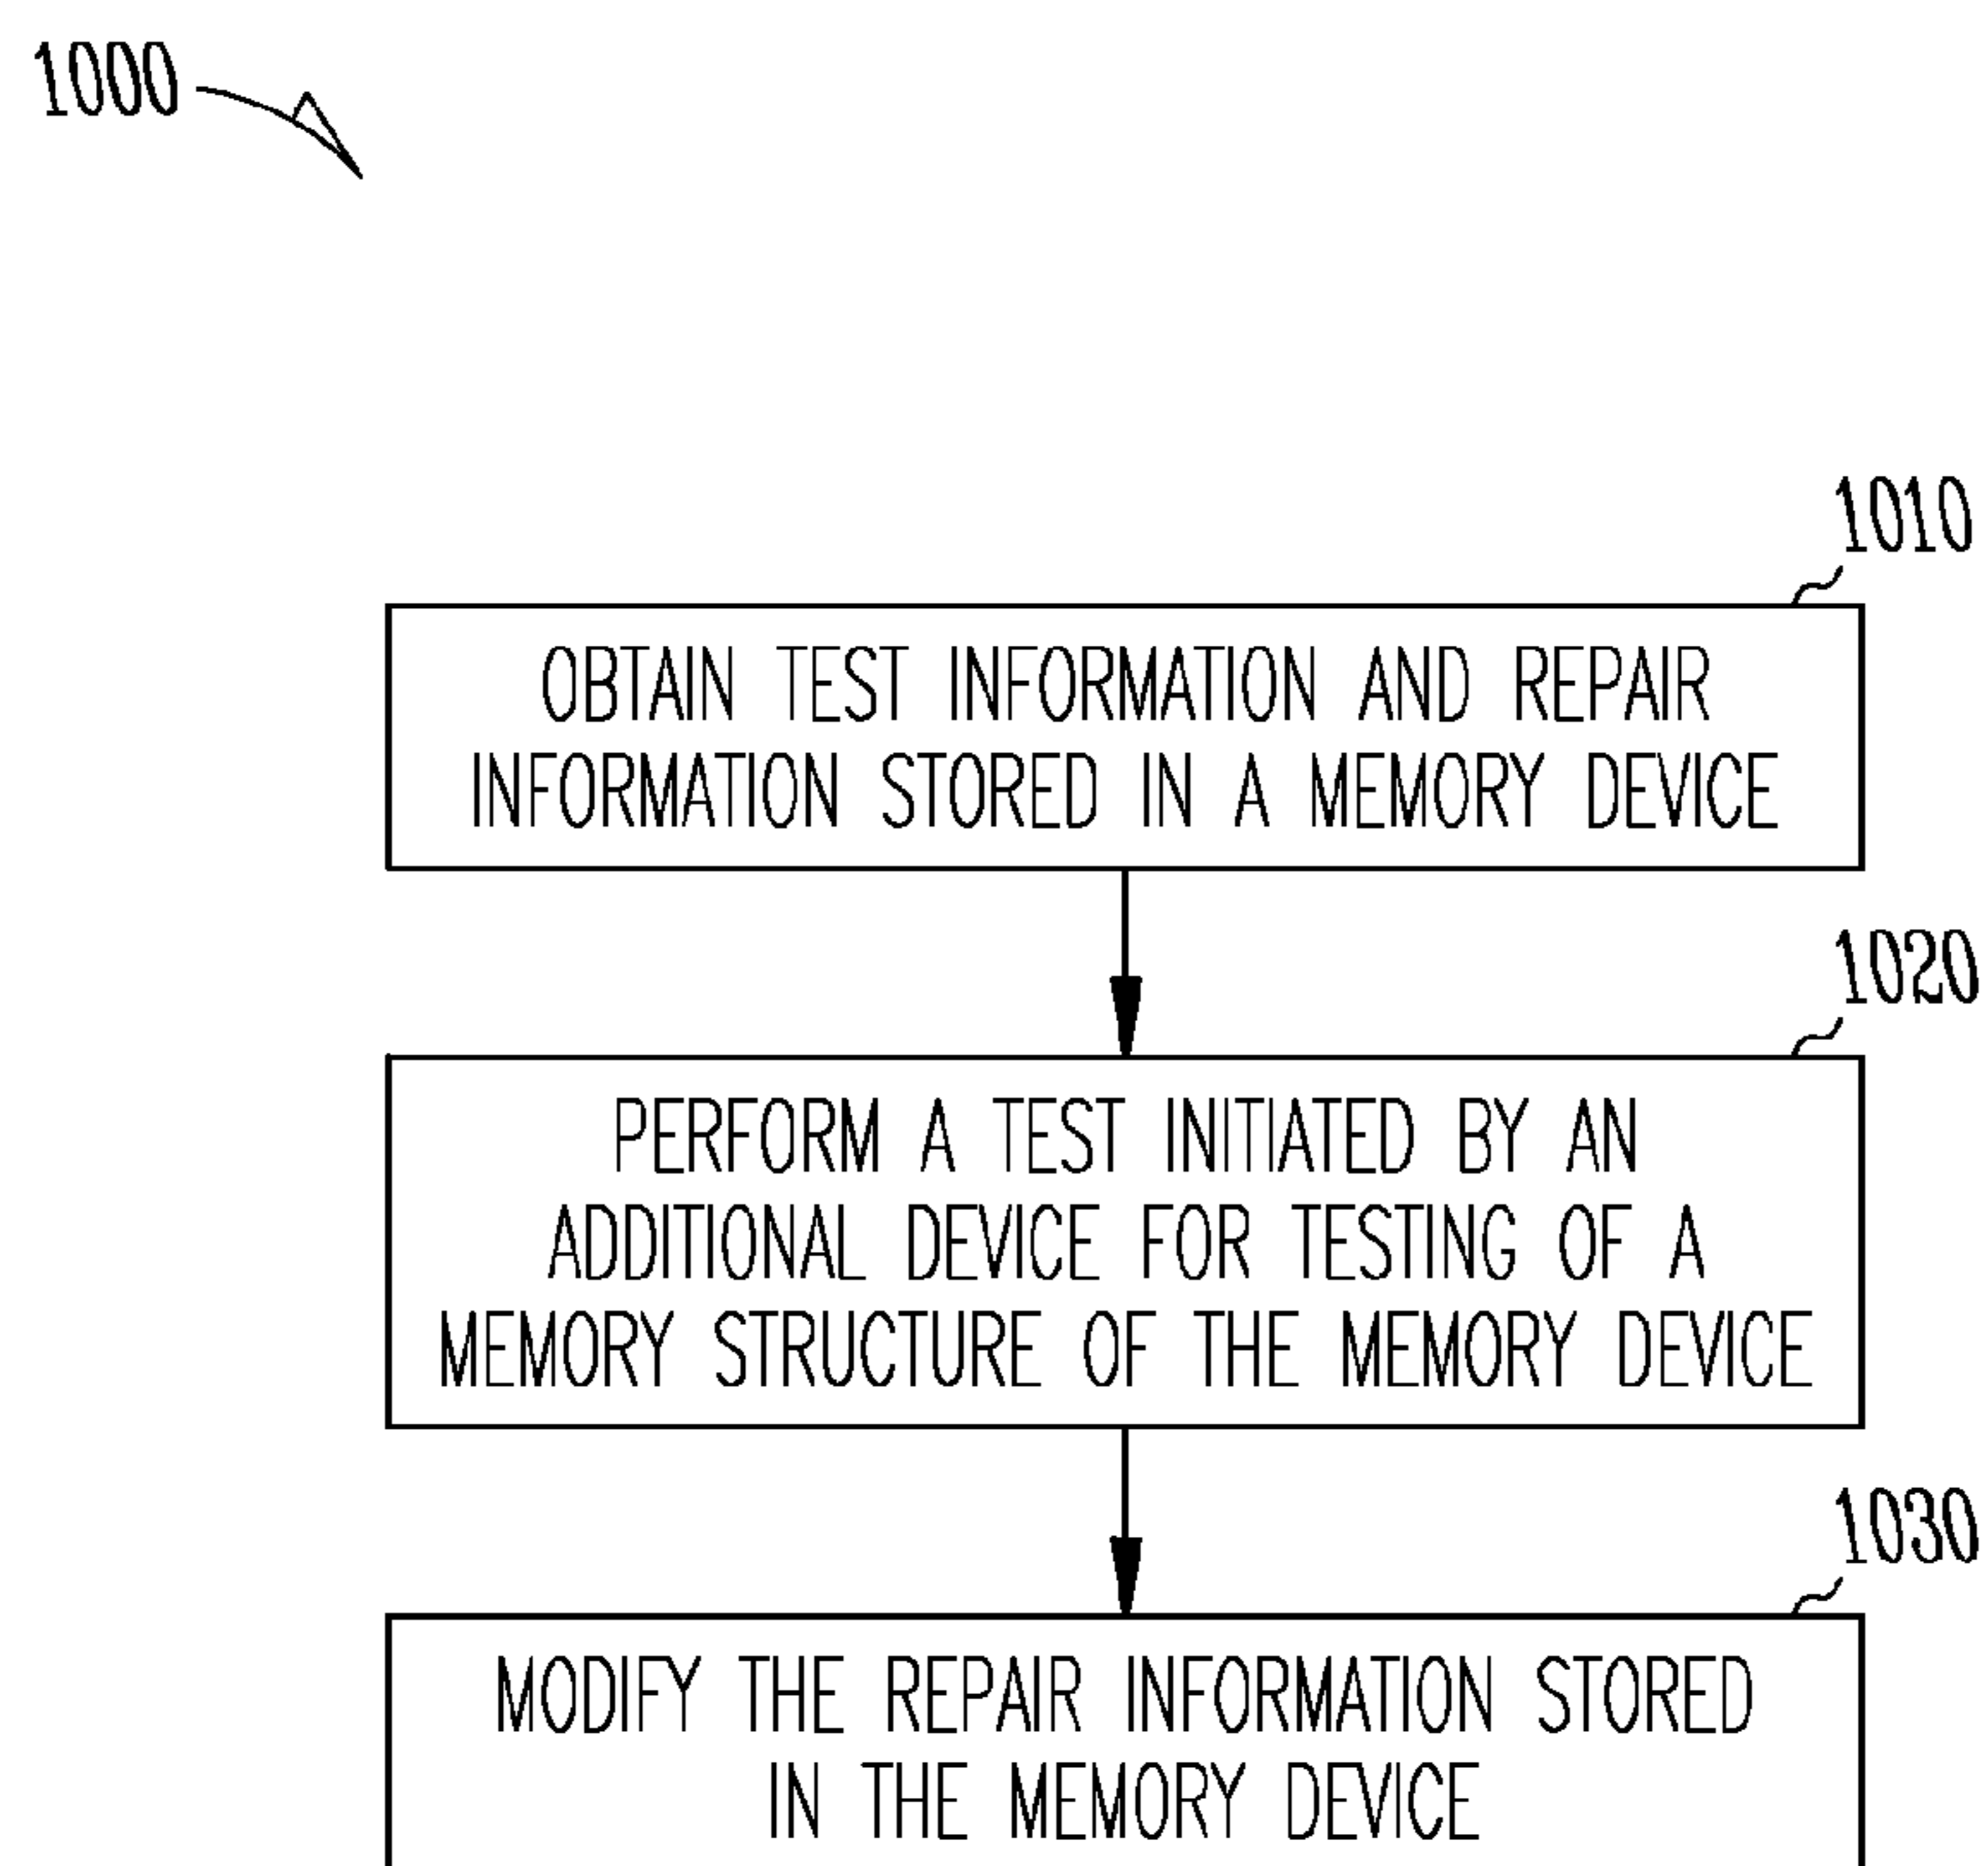 1000
1010
OBTAIN TEST INFORMATION AND REPAIR
INFORMATION STORED IN A MEMORY DEVICE
1020
PERFORM A TEST INITIATED BY AN
ADDITIONAL DEVICE FOR TESTING OF A
MEMORY STRUCTURE OF THE MEMORY DEVICE
1030
MODIFY THE REPAIR INFORMATION STORED
IN THE MEMORY DEVICE